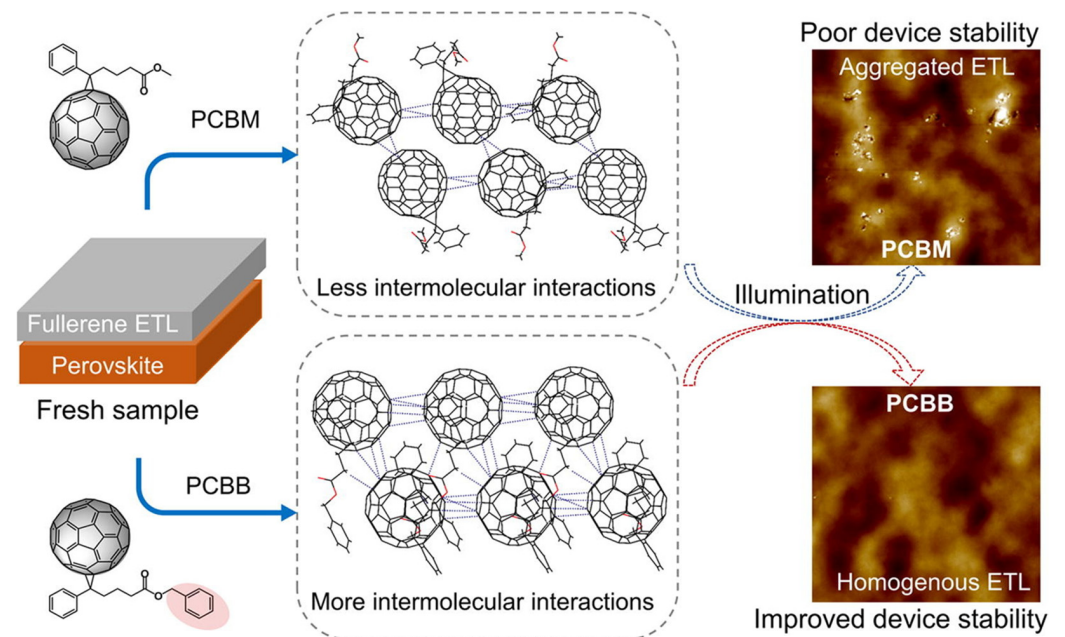 PCBM
Less intermolecular interactions
Poor device stability
Aggregated ETL
PCBM
Fullerene ETL
Perovskite
Fresh sample
Illumination
PCBB
More intermolecular interactions
PCBB
Homogenous ETL
Improved device stability
O
O
O
O